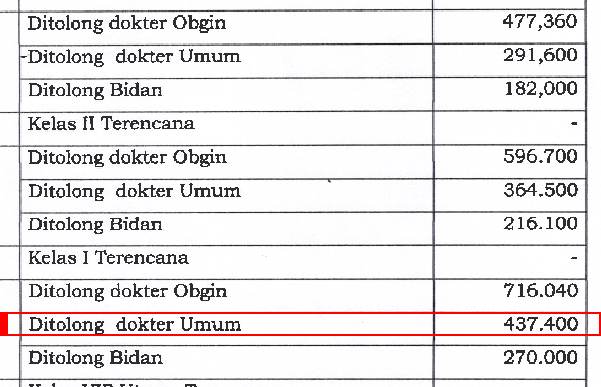 Ditolong dokter Obgin 477,360
-Ditolong dokter Umum 291,600
Ditolong Bidan 182,000
Kelas II Terencana -
Ditolong dokter Obgin 596.700
Ditolong dokter Umum 364.500
Ditolong Bidan 216.100
Kelas I Terencana -
Ditolong dokter Obgin 716.040
Ditolong dokter Umum 437.400
Ditolong Bidan 270.000